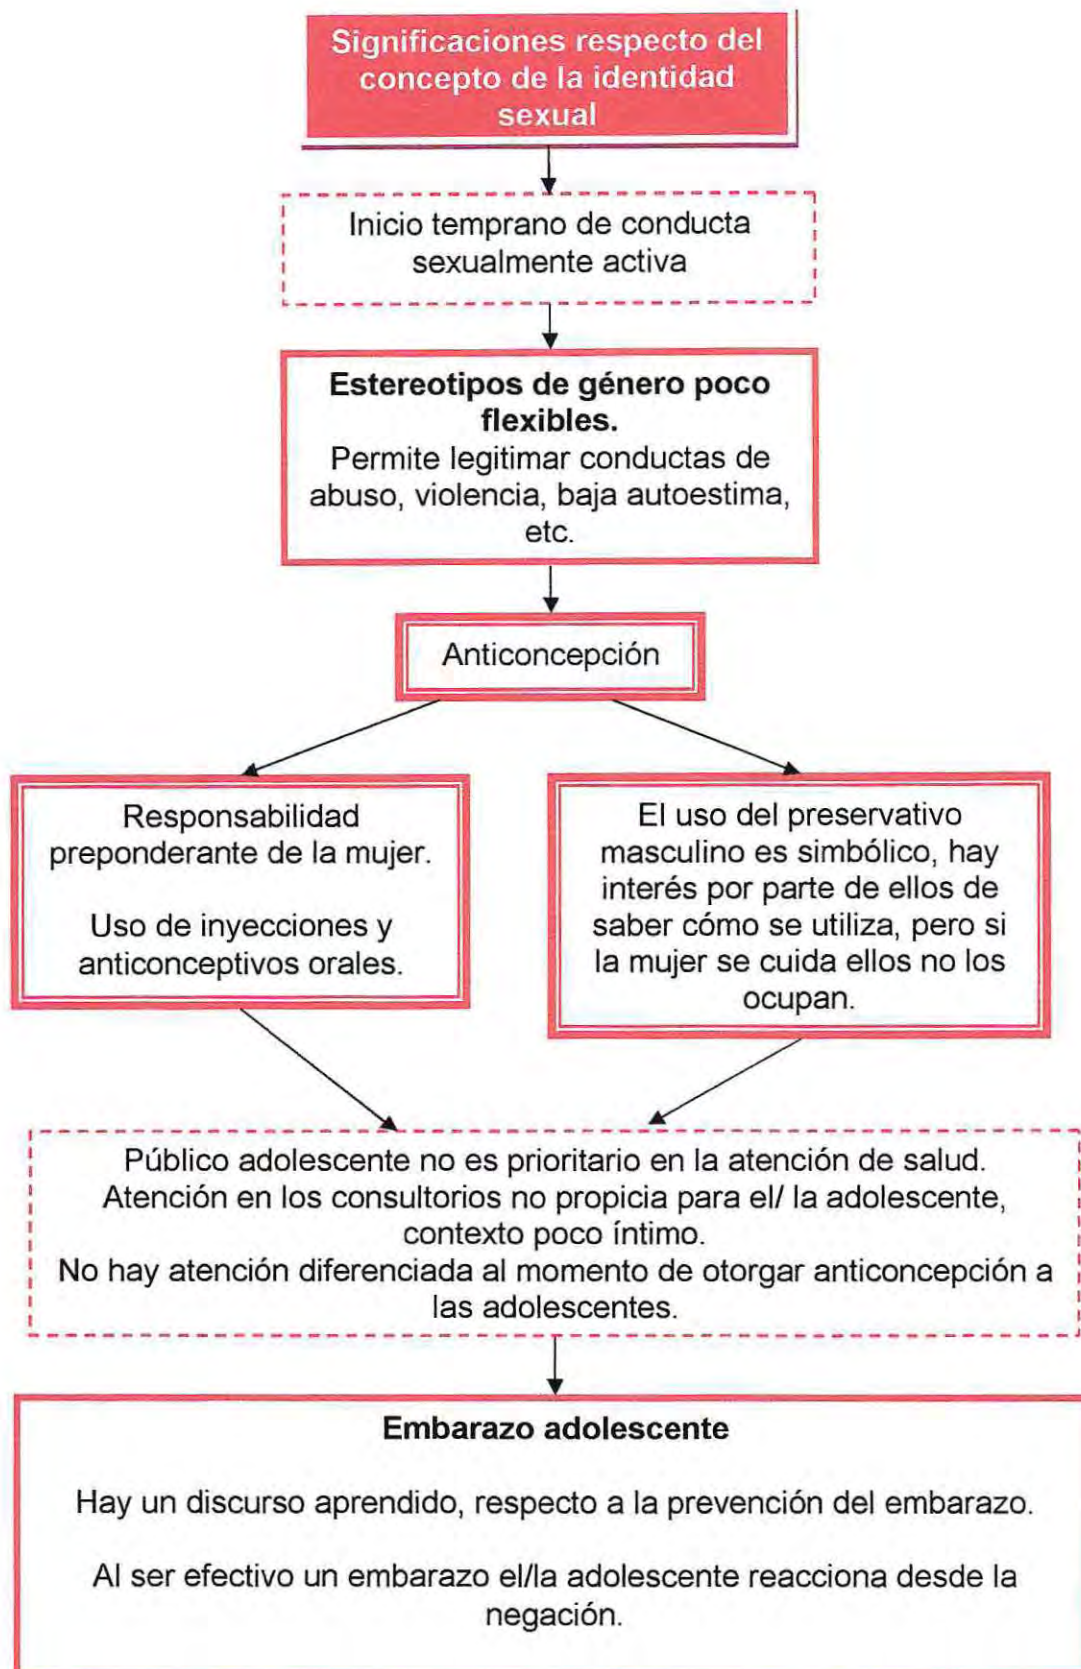 Significaciones respecto del
concepto de la identidad
sexual
Inicio temprano de conducta
sexualmente activa
Estereotipos de género poco
flexibles.
Permite legitimar conductas de
abuso, violencia, baja autoestima,
etc.
Anticoncepción
Responsabilidad
preponderante de la mujer.
Uso de inyecciones y
anticonceptivos orales.
El uso del preservativo
masculino es simbólico, hay
interés por parte de ellos de
saber cómo se utiliza, pero si
la mujer se cuida ellos no los
ocupan.
Público adolescente no es prioritario en la atención de salud.
Atención en los consultorios no propicia para el/ la adolescente,
contexto poco íntimo.
No hay atención diferenciada al momento de otorgar anticoncepción a
las adolescentes.
Embarazo adolescente
Hay un discurso aprendido, respecto a la prevención del embarazo.
Al ser efectivo un embarazo el/la adolescente reacciona desde la
negación.